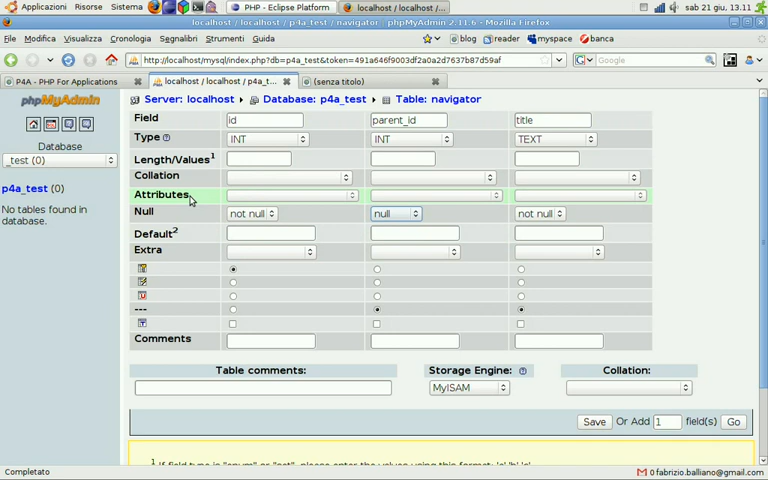 Applicazioni Risorse Sistema PHP - Eclipse Platform localhost / localhost /... sab 21 giu, 13.11
localhost / localhost / p4a_test / navigator | phpMyAdmin 2.11.6 - Mozilla Firefox
File Modifica Visualizza Cronologia Segnalibri Strumenti Guida blog reader myspace banca
http://localhost/mysql/index.php?db=p4a_test&token=491a646f9003df2a0a2d7637b87d59af Google
P4A - PHP For Applications localhost / localhost / p4a_t... (senza titolo)
phpMyAdmin
Server: localhost Database: p4a_test Table: navigator
Field id parent_id title
Type INT INT TEXT
Database
Length/Values1
_test (0)
Collation
p4a_test (0)
Attributes
No tables found in
database.
Null not null null not null
Default2
Extra
---
Comments
Table comments: Storage Engine: Collation:
MyISAM
Save Or Add 1 field(s) Go
Completato 0 fabrizio.balliano@gmail.com